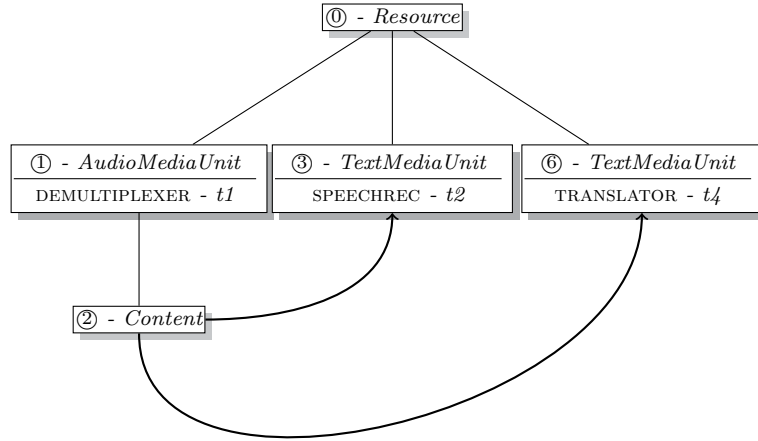 ⓪ - Resource
① - AudioMediaUnit
DEMULTIPLEXER - t1
③ - TextMediaUnit
SPEECHREC - t2
⑥ - TextMediaUnit
TRANSLATOR - t4
② - Content